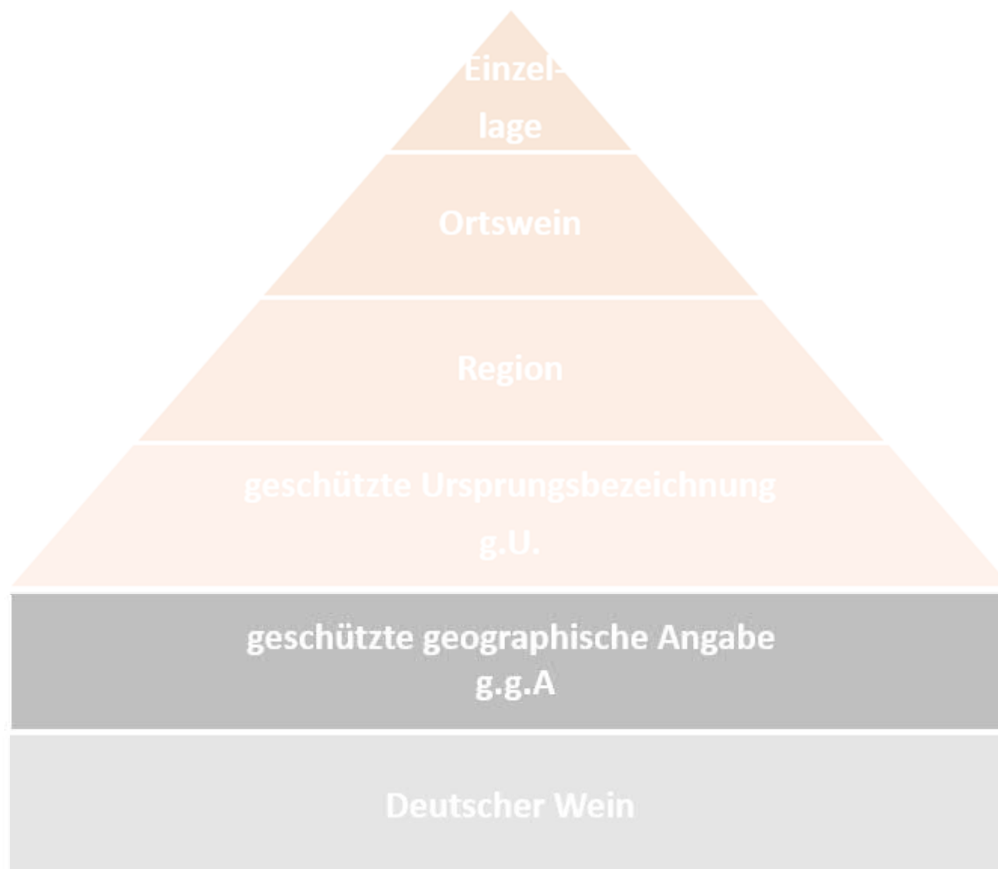 Einzel-
lage
Ortswein
Region
geschützte Ursprungsbezeichnung
g.U.
geschützte geographische Angabe
g.g.A
Deutscher Wein